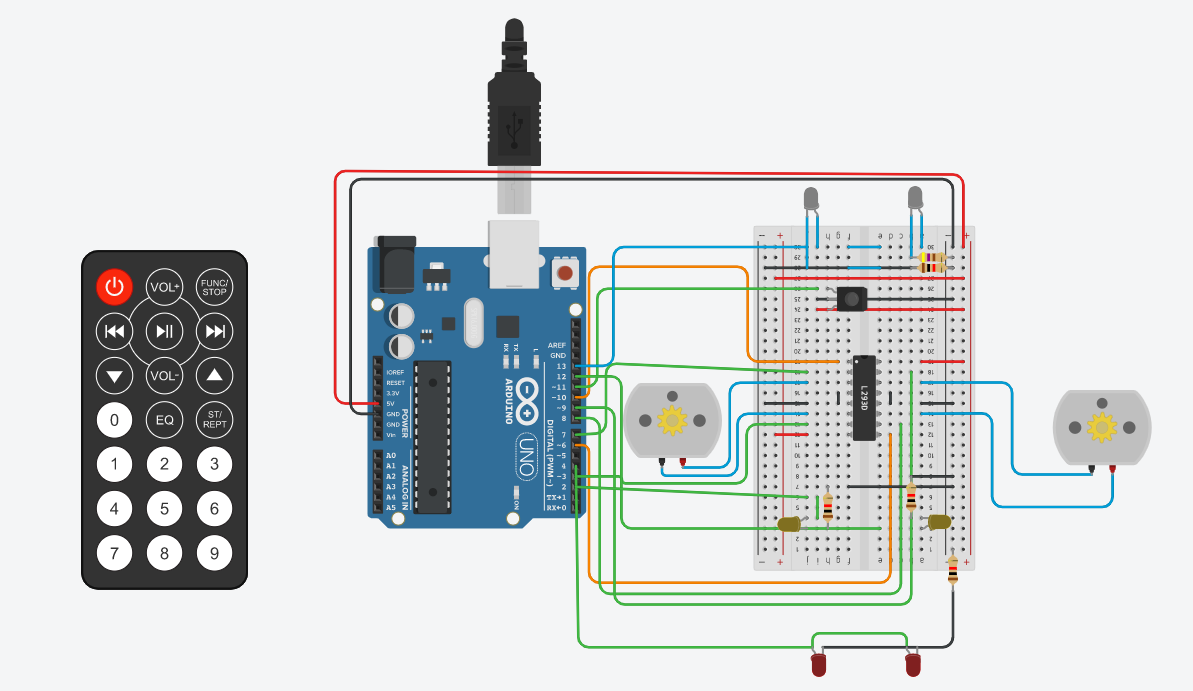 VOL+
FUNC/
STOP
VOL-
0
EQ
ST/
REPT
1
2
3
4
5
6
7
8
9
AREF
GND
13
12
~11
~10
~9
8
7
~6
~5
4
~3
2
TX→1
RX←0
DIGITAL (PWM~)
IOREF
RESET
3.3V
5V
GND
GND
Vin
POWER
A0
A1
A2
A3
A4
A5
ANALOG IN
RX
TX
L
ARDUINO
UNO
ON
L293D